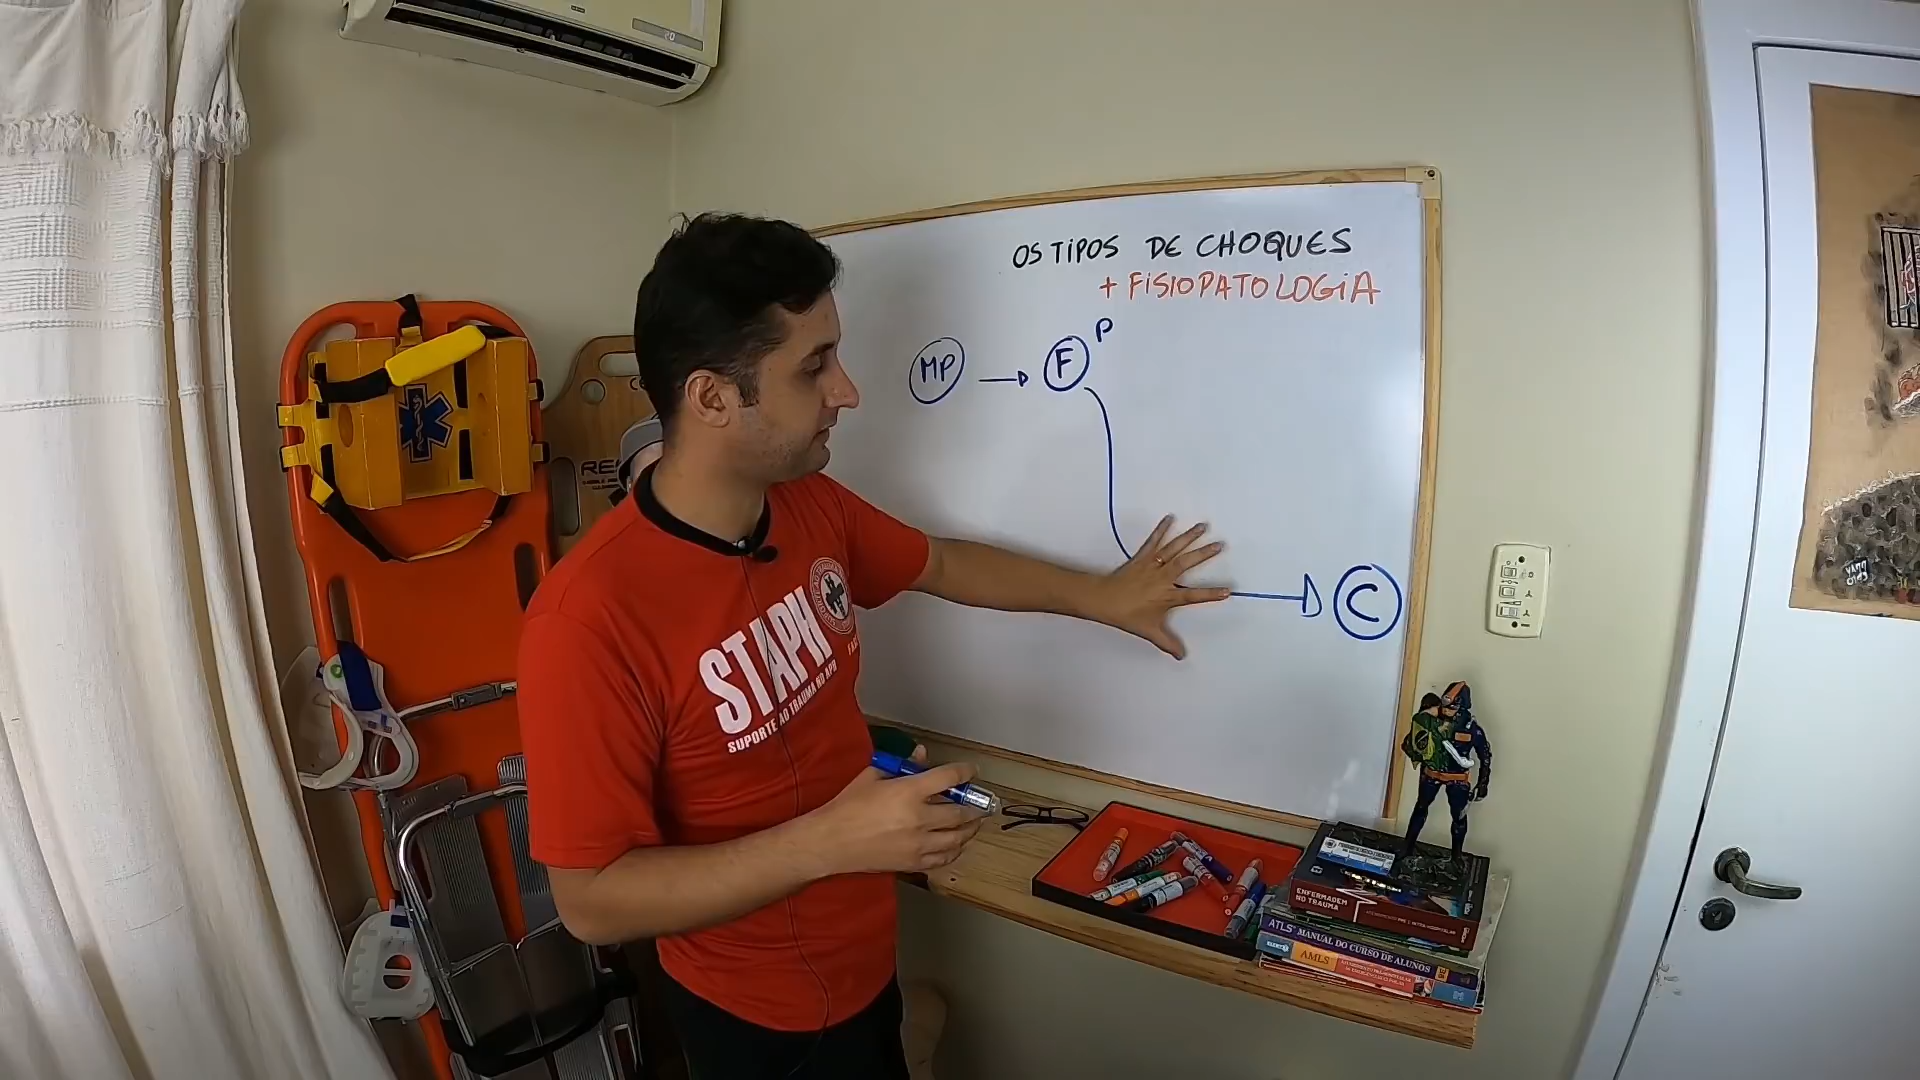 OS TIPOS DE CHOQUES
+ FISIOPATOLOGIA
MP
F
P
C
STAPH
SUPORTE AO TRAUMA NO APH
ENFERMAGEM
NO TRAUMA
ATLS MANUAL DO CURSO DE ALUNOS
AMLS
20